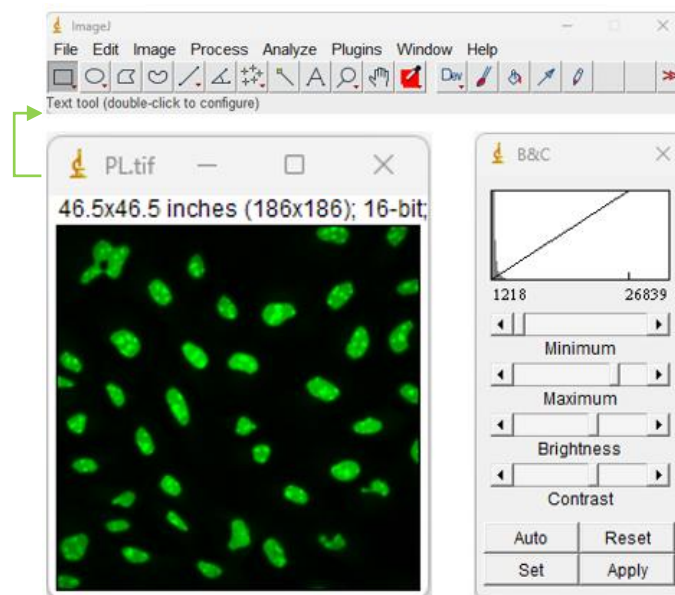 ImageJ
File Edit Image Process Analyze Plugins Window Help
A Dev
Text tool (double-click to configure)
PL.tif
46.5x46.5 inches (186x186); 16-bit;
B&C
1218 26839
Minimum
Maximum
Brightness
Contrast
Auto Reset
Set Apply